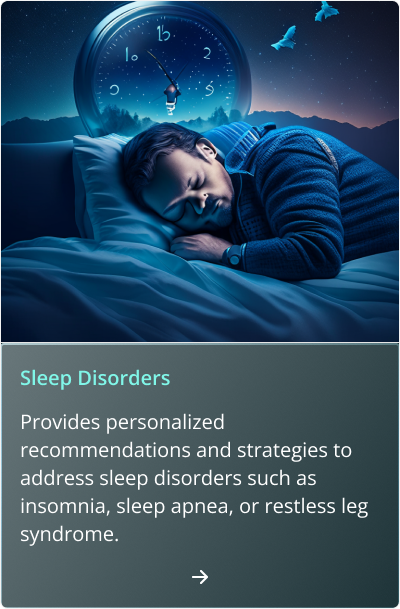 Sleep Disorders
Provides personalized
recommendations and strategies to
address sleep disorders such as
insomnia, sleep apnea, or restless leg
syndrome.